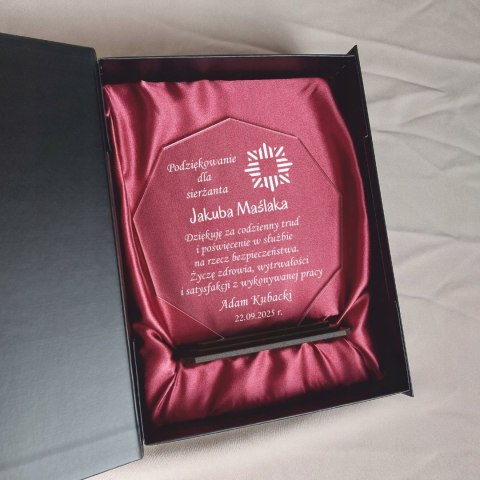 Podziękowanie
dla
sierżanta
Jakuba Maślaka
Dziękuję za codzienny trud
i poświęcenie w służbie
na rzecz bezpieczeństwa.
Życzę zdrowia, wytrwałości
i satysfakcji z wykonywanej pracy
Adam Kubacki
22.09.2025 r.